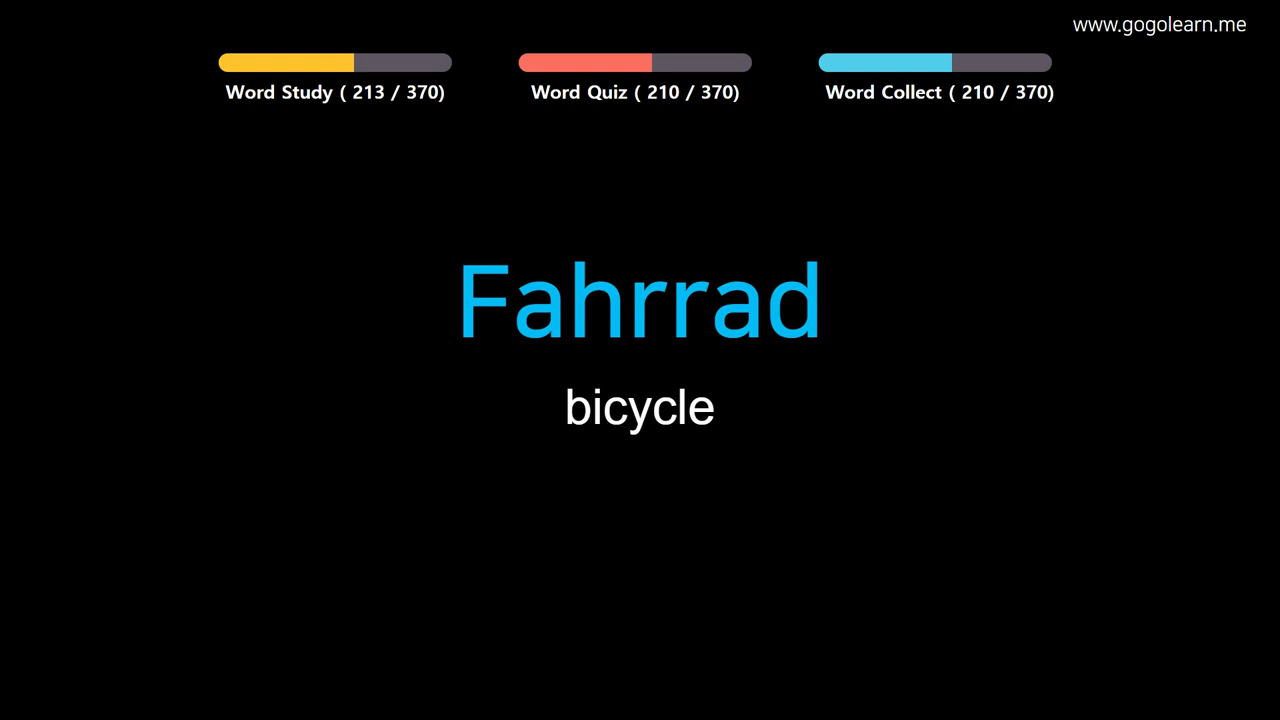 www.gogolearn.me
Word Study ( 213 / 370)
Word Quiz ( 210 / 370)
Word Collect ( 210 / 370)
Fahrrad
bicycle